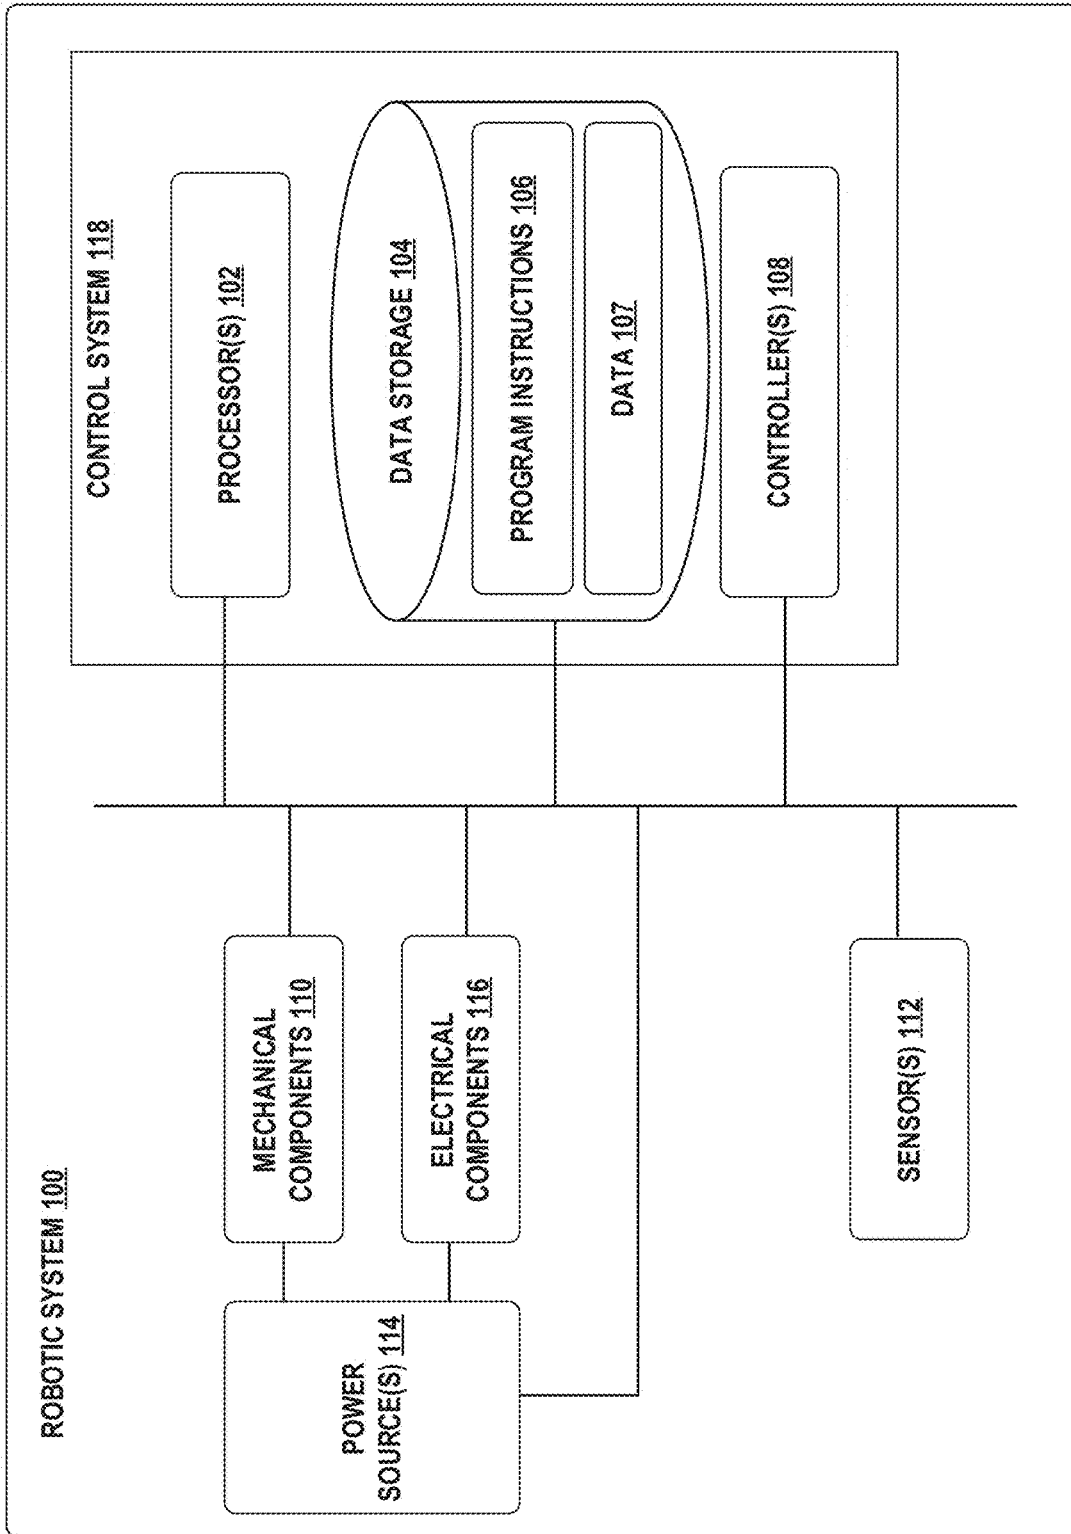 ROBOTIC SYSTEM 100
CONTROL SYSTEM 118
POWER
SOURCE(S) 114
MECHANICAL
COMPONENTS 110
ELECTRICAL
COMPONENTS 116
SENSOR(S) 112
PROCESSOR(S) 102
DATA STORAGE 104
PROGRAM INSTRUCTIONS 106
DATA 107
CONTROLLER(S) 108